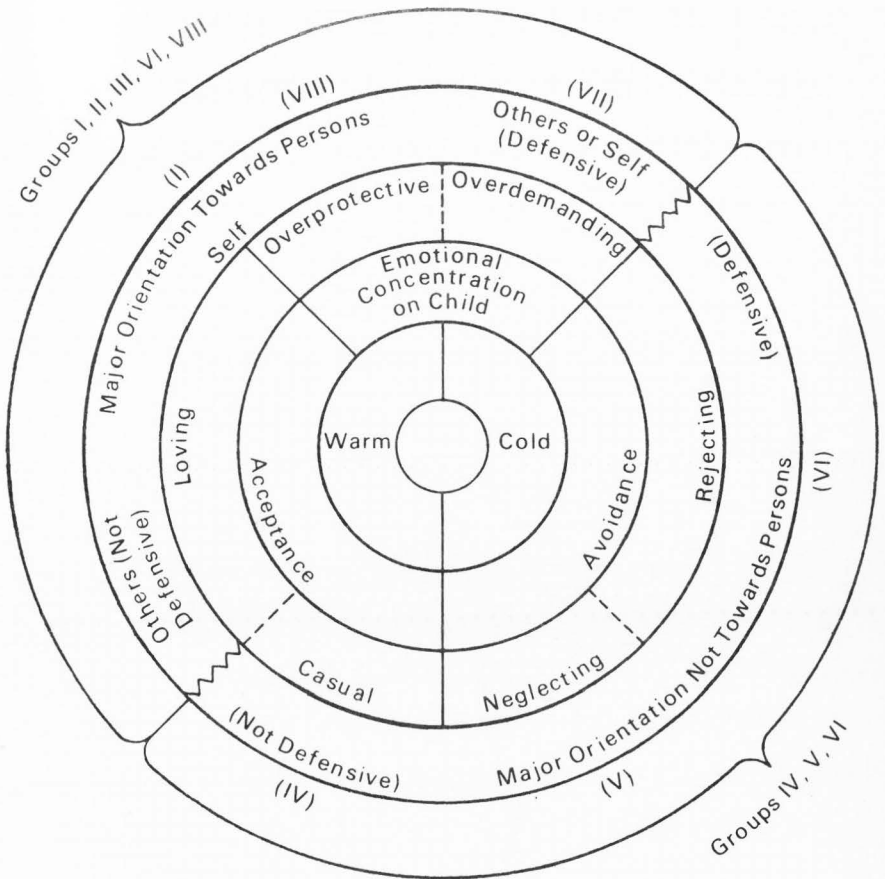 Groups I, II, III, VI, VIII
(VIII)
(VII)
(I)
Major Orientation Towards Persons
Others or Self
(Defensive)
Self
Overprotective
Overdemanding
(Defensive)
Emotional
Concentration
on Child
Loving
Warm
Cold
Rejecting
(VI)
Acceptance
Avoidance
Others (Not
Defensive)
Casual
Neglecting
Major Orientation Not Towards Persons
(Not Defensive)
(IV)
(V)
Groups IV, V, VI